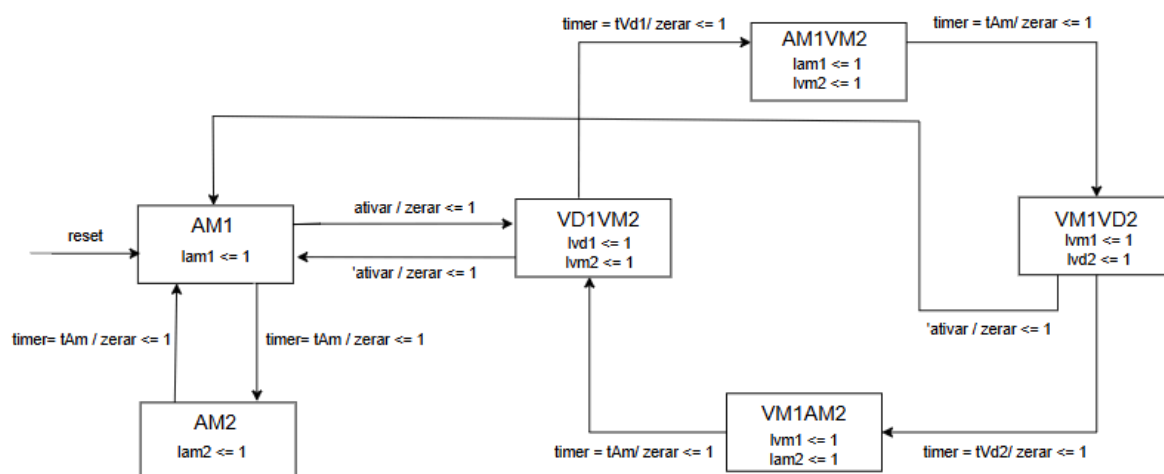 timer = tVd1/ zerar <= 1
AM1VM2
lam1 <= 1
lvm2 <= 1
timer = tAm/ zerar <= 1
reset
AM1
lam1 <= 1
ativar / zerar <= 1
'ativar / zerar <= 1
VD1VM2
lvd1 <= 1
lvm2 <= 1
VM1VD2
lvm1 <= 1
lvd2 <= 1
'ativar / zerar <= 1
timer= tAm / zerar <= 1
timer= tAm / zerar <= 1
AM2
lam2 <= 1
timer = tAm/ zerar <= 1
VM1AM2
lvm1 <= 1
lam2 <= 1
timer = tVd2/ zerar <= 1